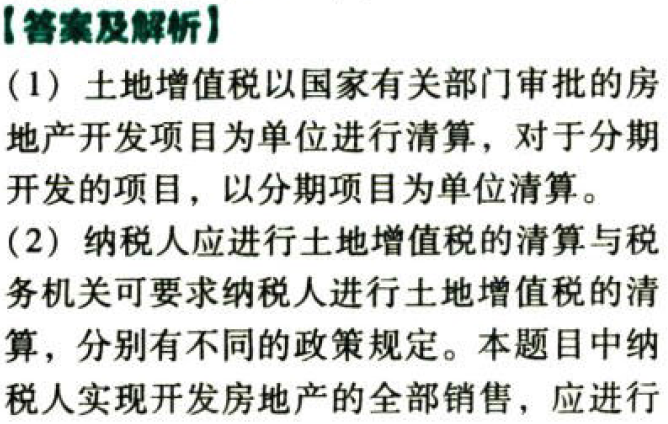 【答案及解析】
(1) 土地增值税以国家有关部门审批的房
地产开发项目为单位进行清算，对于分期
开发的项目，以分期项目为单位清算。
(2) 纳税人应进行土地增值税的清算与税
务机关可要求纳税人进行土地增值税的清
算，分别有不同的政策规定。本题目中纳
税人实现开发房地产的全部销售，应进行